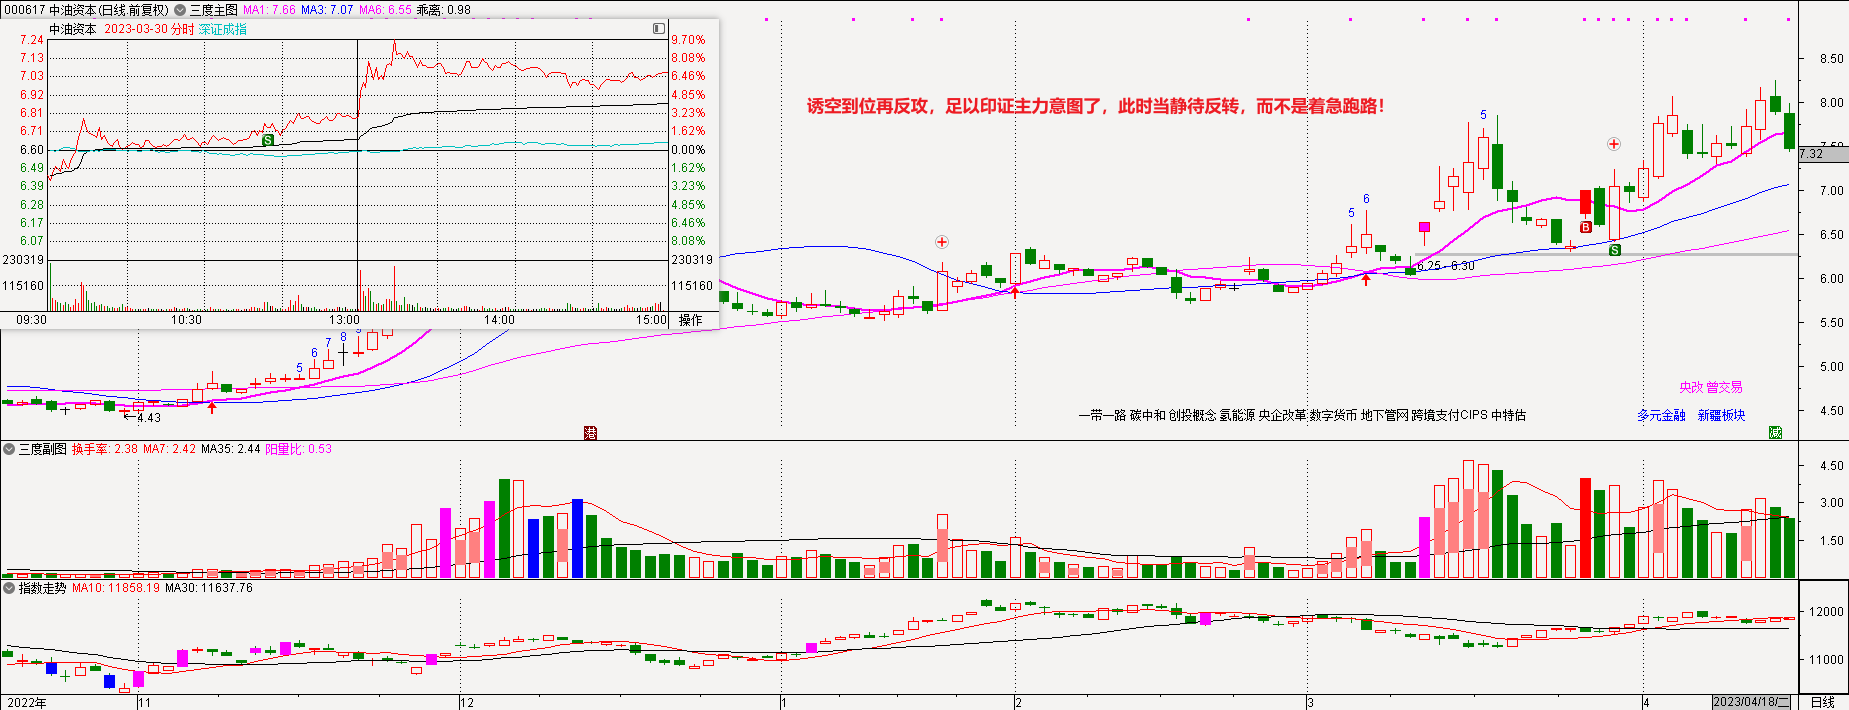 000617 中油资本(日线.前复权) 三度主图 MA1: 7.66 MA3: 7.07 MA6: 6.55 乖离: 0.98
中油资本 2023-03-30 分时 深证成指
7.24 9.70%
7.13 8.08%
7.03 6.46%
6.92 4.85%
6.81 3.23%
6.71 1.62%
6.60 0.00%
6.49 1.62%
6.39 3.23%
6.28 4.85%
6.17 6.46%
6.07 8.08%
230319 230319
115160 115160
09:30 10:30 13:00 14:00 15:00 操作
S
诱空到位再反攻，足以印证主力意图了，此时当静待反转，而不是着急跑路！
8.50
8.00
7.50
7.32
7.00
6.50
6.00
5.50
5.00
4.50
5
5 6
B
S
6.25 - 6.30
5 6 7 8 9
←4.43
央改 曾交易
一带一路 碳中和 创投概念 氢能源 央企改革 数字货币 地下管网 跨境支付CIPS 中特估
多元金融 新疆板块
港
减
三度副图 换手率: 2.38 MA7: 2.42 MA35: 2.44 阳量比: 0.53
4.50
3.00
1.50
指数走势 MA10: 11858.19 MA30: 11637.76
12000
11000
2022年 11 12 1 2 3 4 2023/04/18/二 日线